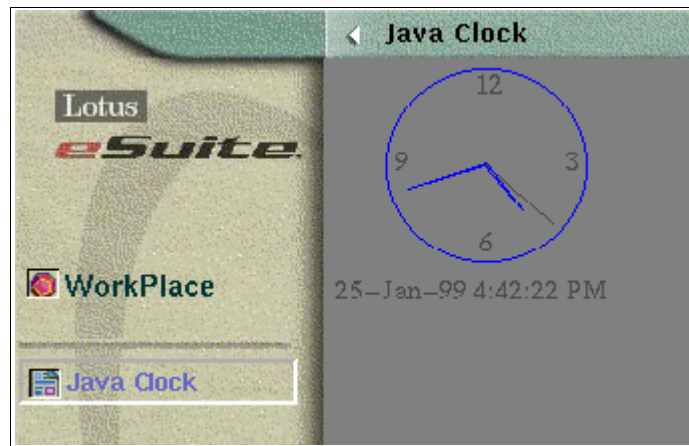 Java Clock
Lotus
eSuite
12
9
3
6
WorkPlace
25-Jan-99 4:42:22 PM
Java Clock